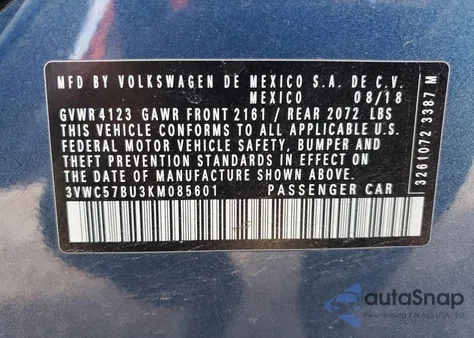 MFD BY VOLKSWAGEN DE MEXICO S.A. DE C.V.
MEXICO 08/18
GVWR 4123 GAWR FRONT 2161 / REAR 2072 LBS
THIS VEHICLE CONFORMS TO ALL APPLICABLE U.S.
FEDERAL MOTOR VEHICLE SAFETY, BUMPER AND
THEFT PREVENTION STANDARDS IN EFFECT ON THE
DATE OF MANUFACTURE SHOWN ABOVE.
3VWC57BU3KM085601 PASSENGER CAR
3261072 3387 M
autoSnap